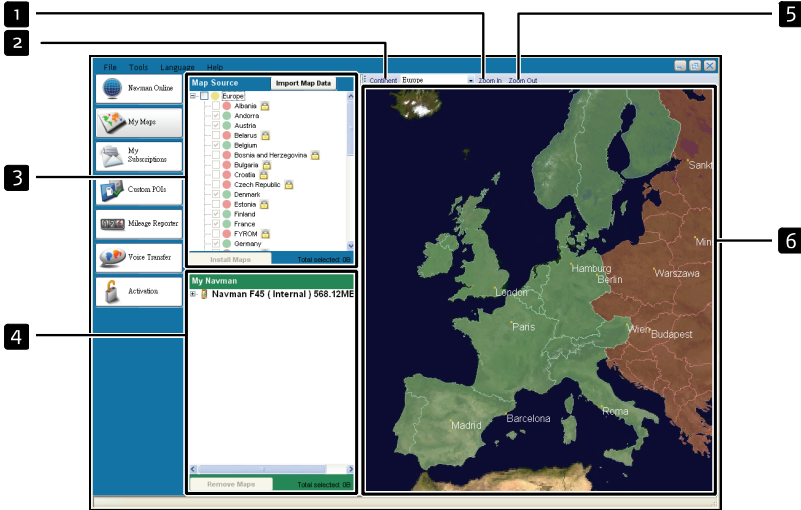 1
2
5
File Tools Language Help
Navman Online
My Maps
My
Subscriptions
Custom POIs
Mileage Reporter
Voice Transfer
Activation
3
4
Map Source Import Map Data
Europe
Albania
Andorra
Austria
Belarus
Belgium
Bosnia and Herzegovina
Bulgaria
Croatia
Czech Republic
Denmark
Estonia
Finland
France
FYROM
Germany
Install Maps Total selected: 0B
My Navman
Navman F45 ( Internal ) 568.12ME
Remove Maps Total selected: 0B
Continent Europe Zoom In Zoom Out
Sankt
Min
Hamburg
Berlin
Warszawa
London
Paris
Wien
Budapest
Roma
Barcelona
Madrid
6